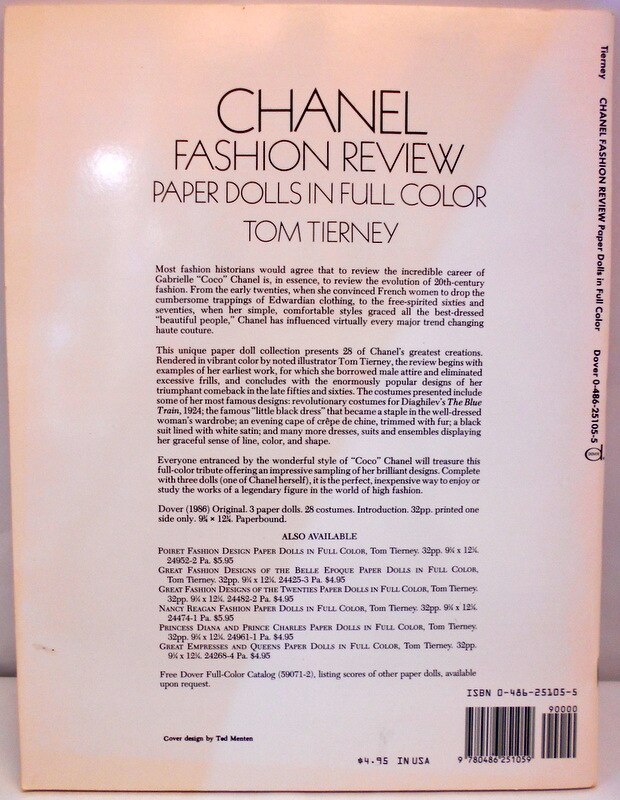 CHANEL
FASHION REVIEW
PAPER DOLLS IN FULL COLOR
TOM TIERNEY
Most fashion historians would agree that to review the incredible career of
Gabrielle “Coco” Chanel is, in essence, to review the evolution of 20th-century
fashion. From the early twenties, when she convinced French women to drop the
cumbersome trappings of Edwardian clothing, to the free-spirited sixties and
seventies, when her simple, comfortable styles graced all the best-dressed
“beautiful people,” Chanel has influenced virtually every major trend changing
haute couture.
This unique paper doll collection presents 28 of Chanel's greatest creations.
Rendered in vibrant color by noted illustrator Tom Tierney, the review begins with
examples of her earliest work, for which she borrowed male attire and eliminated
excessive frills, and concludes with the enormously popular designs of her
triumphant comeback in the late fifties and sixties. The costumes presented include
some of her most famous designs: revolutionary costumes for Diaghilev's The Blue
Train, 1924; the famous “little black dress” that became a staple in the well-dressed
woman's wardrobe; an evening cape of crêpe de chine, trimmed with fur; a black
suit lined with white satin; and many more dresses, suits and ensembles displaying
her graceful sense of line, color, and shape.
Everyone entranced by the wonderful style of “Coco” Chanel will treasure this
full-color tribute offering an impressive sampling of her brilliant designs. Complete
with three dolls (one of Chanel herself), it is the perfect, inexpensive way to enjoy or
study the works of a legendary figure in the world of high fashion.
Dover (1986) Original. 3 paper dolls. 28 costumes. Introduction. 32pp. printed one
side only. 9¼ × 12¼. Paperbound.
ALSO AVAILABLE
POIRET FASHION DESIGN PAPER DOLLS IN FULL COLOR, Tom Tierney. 32pp. 9¼ x 12¼.
24952-2 Pa. $5.95
GREAT FASHION DESIGNS OF THE BELLE EPOQUE PAPER DOLLS IN FULL COLOR,
Tom Tierney. 32pp. 9¼ x 12¼. 24425-3 Pa. $4.95
GREAT FASHION DESIGNS OF THE TWENTIES PAPER DOLLS IN FULL COLOR, Tom Tierney.
32pp. 9¼ x 12¼. 24482-2 Pa. $4.95
NANCY REAGAN FASHION PAPER DOLLS IN FULL COLOR, Tom Tierney. 32pp. 9¼ x 12¼.
24474-1 Pa. $5.95
PRINCESS DIANA AND PRINCE CHARLES PAPER DOLLS IN FULL COLOR, Tom Tierney.
32pp. 9¼ x 12¼. 24961-1 Pa. $4.95
GREAT EMPRESSES AND QUEENS PAPER DOLLS IN FULL COLOR, Tom Tierney. 32pp.
9¼ x 12¼. 24268-4 Pa. $4.95
Free Dover Full-Color Catalog (59071-2), listing scores of other paper dolls, available
upon request.
Cover design by Ted Menten
$4.95 IN USA
ISBN 0-486-25105-5
90000
9 780486 251059
Tierney CHANEL FASHION REVIEW Paper Dolls in Full Color Dover 0-486-25105-5
DOVER